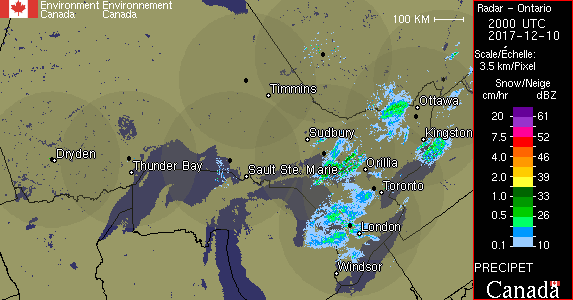 Environment Environnement
Canada Canada
100 KM
Radar - Ontario
2000 UTC
2017-12-10
Scale/Échelle:
3.5 km/Pixel
Snow/Neige
cm/hr dBZ
20 61
7.5 52
4.0 46
2.0 39
1.0 33
0.5 26
0.1 10
PRECIPET
Canada
Timmins
Ottawa
Sudbury
Kingston
Dryden
Thunder Bay
Sault Ste. Marie
Orillia
Toronto
London
Windsor